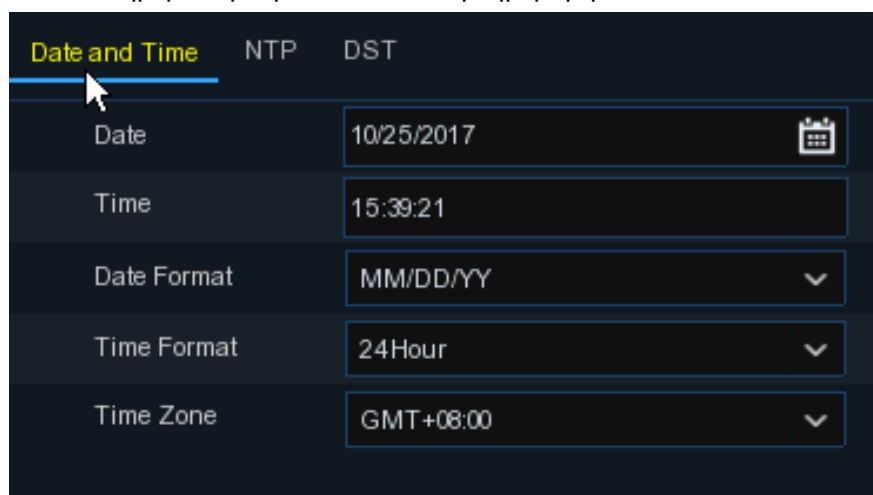 Date and Time NTP DST
Date 10/25/2017
Time 15:39:21
Date Format MM/DD/YY
Time Format 24Hour
Time Zone GMT+08:00